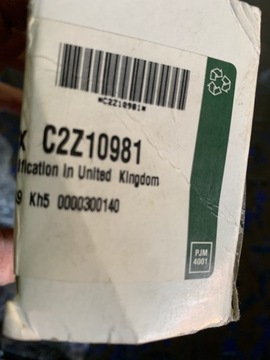 *C2Z10981*
C2Z10981
ification in United Kingdom
9 Kh5 0000300140
PJM
4001